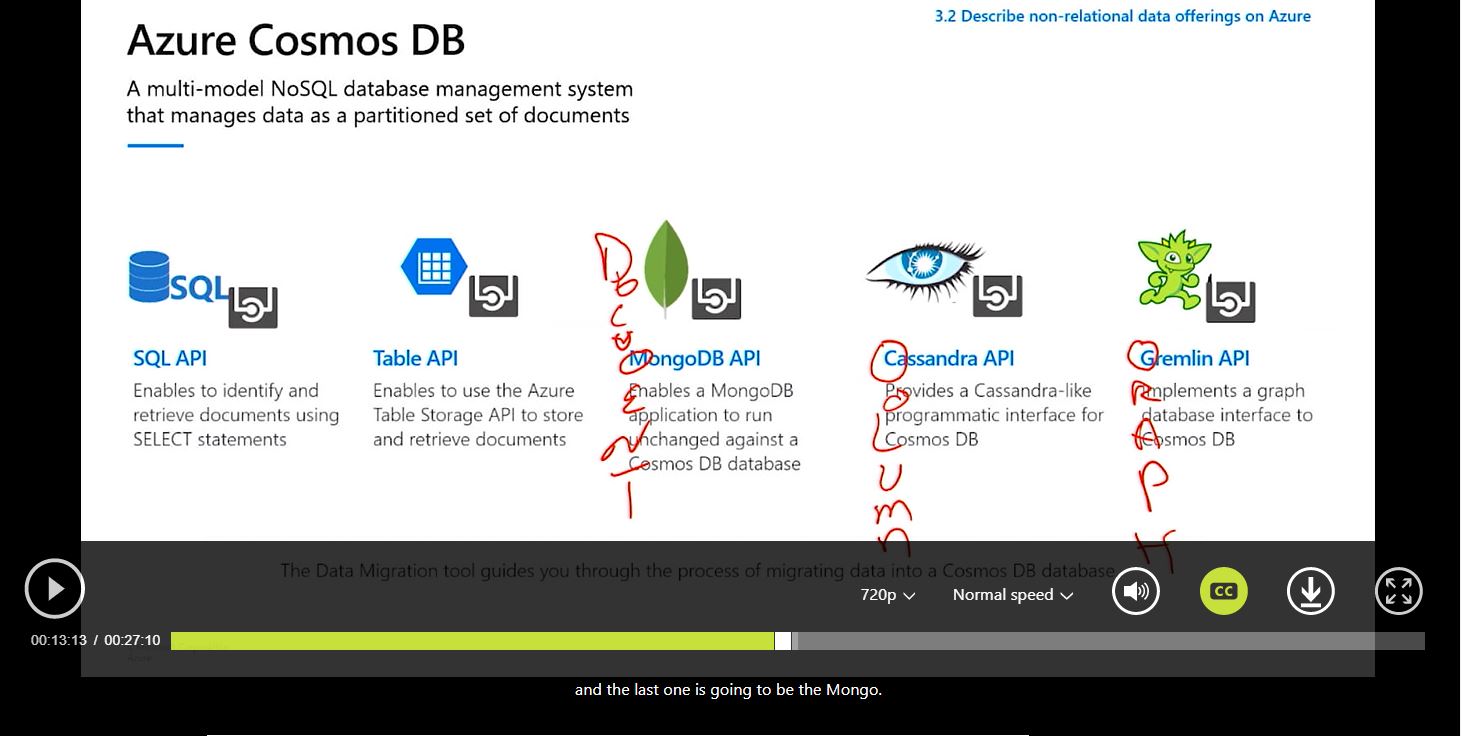 3.2 Describe non-relational data offerings on Azure
Azure Cosmos DB
A multi-model NoSQL database management system
that manages data as a partitioned set of documents
SQL
SQL API
Enables to identify and
retrieve documents using
SELECT statements
Table API
Enables to use the Azure
Table Storage API to store
and retrieve documents
DOCUMENT
MongoDB API
Enables a MongoDB
application to run
unchanged against a
Cosmos DB database
Cassandra API
Provides a Cassandra-like
programmatic interface for
Cosmos DB
OLUmn
Gremlin API
Implements a graph
database interface to
Cosmos DB
RAPH
The Data Migration tool guides you through the process of migrating data into a Cosmos DB database
720p
Normal speed
CC
00:13:13 / 00:27:10
Azure
and the last one is going to be the Mongo.